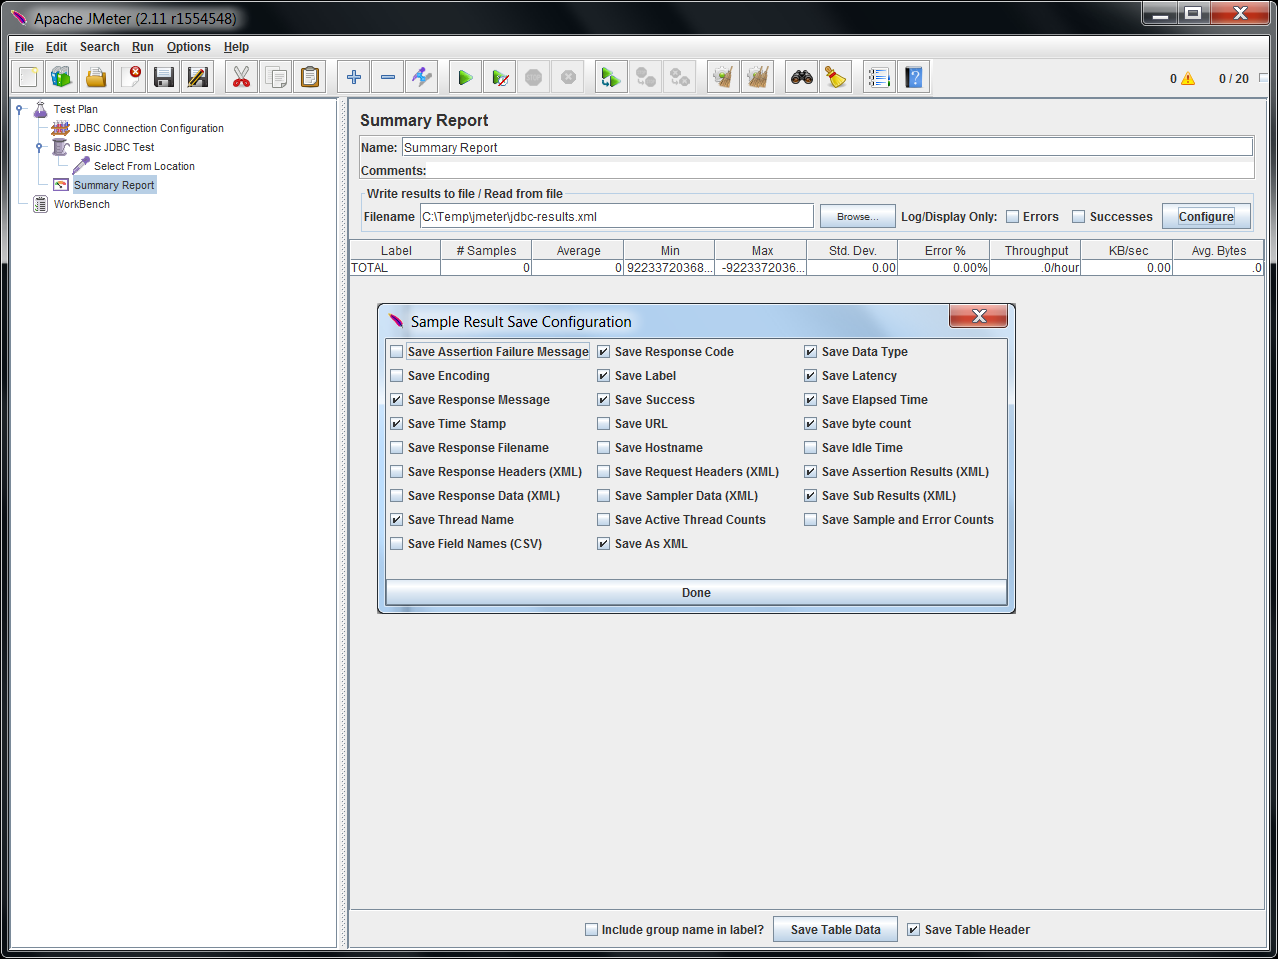 Apache JMeter (2.11 r1554548)
File Edit Search Run Options Help
0 0 / 20
Test Plan
JDBC Connection Configuration
Basic JDBC Test
Select From Location
Summary Report
WorkBench
Summary Report
Name: Summary Report
Comments:
Write results to file / Read from file
Filename C:\Temp\jmeter\jdbc-results.xml Browse... Log/Display Only: Errors Successes Configure
Label # Samples Average Min Max Std. Dev. Error % Throughput KB/sec Avg. Bytes
TOTAL 0 0 92233720368... -9223372036... 0.00 0.00% .0/hour 0.00 .0
Sample Result Save Configuration
Save Assertion Failure Message Save Response Code Save Data Type
Save Encoding Save Label Save Latency
Save Response Message Save Success Save Elapsed Time
Save Time Stamp Save URL Save byte count
Save Response Filename Save Hostname Save Idle Time
Save Response Headers (XML) Save Request Headers (XML) Save Assertion Results (XML)
Save Response Data (XML) Save Sampler Data (XML) Save Sub Results (XML)
Save Thread Name Save Active Thread Counts Save Sample and Error Counts
Save Field Names (CSV) Save As XML
Done
Include group name in label? Save Table Data Save Table Header